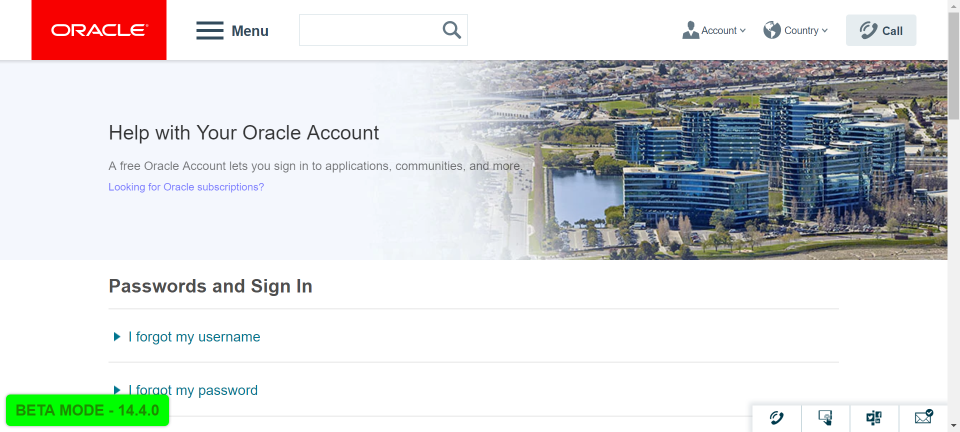 ORACLE
Menu
Account
Country
Call
Help with Your Oracle Account
A free Oracle Account lets you sign in to applications, communities, and more.
Looking for Oracle subscriptions?
Passwords and Sign In
I forgot my username
I forgot my password
BETA MODE - 14.4.0